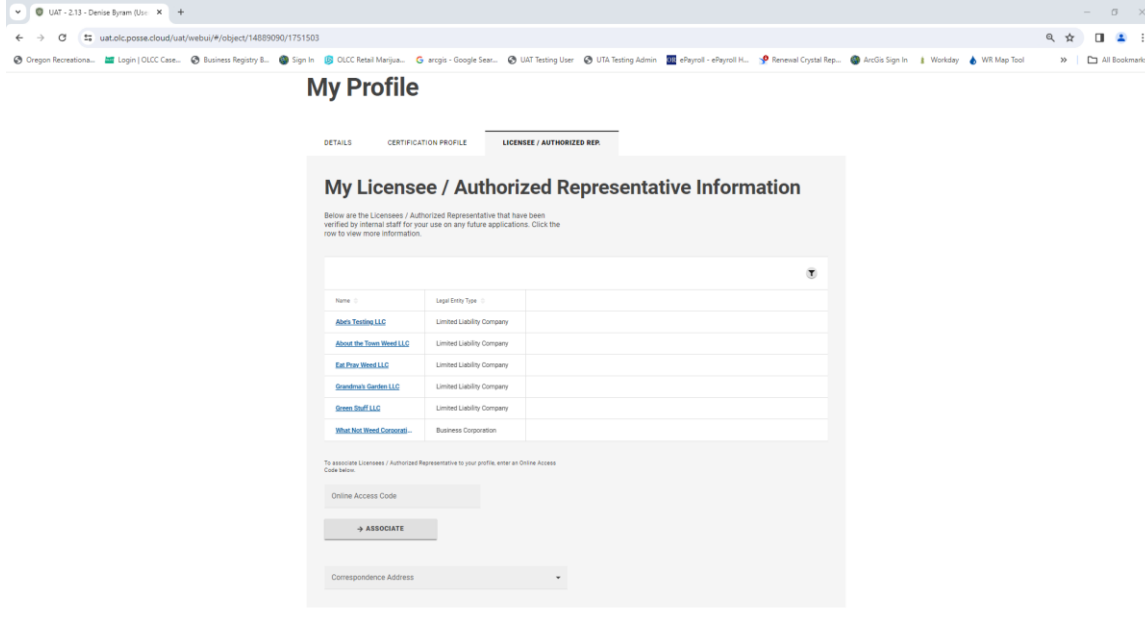 UAT - 2.13 - Denise Byram (Use
uat.olc.posse.cloud/uat/webui/#/object/14889090/1751503
Oregon Recreationa... Login | OLCC Case... Business Registry B... Sign In OLCC Retail Marijua... arcgis - Google Sear... UAT Testing User UTA Testing Admin ePayroll - ePayroll H... Renewal Crystal Rep... ArcGis Sign In Workday WR Map Tool » All Bookmarks
My Profile
DETAILS CERTIFICATION PROFILE LICENSEE / AUTHORIZED REP.
My Licensee / Authorized Representative Information
Below are the Licensees / Authorized Representative that have been
verified by internal staff for your use on any future applications. Click the
row to view more information.
Name Legal Entity Type
Abe's Testing LLC Limited Liability Company
About the Town Weed LLC Limited Liability Company
Eat Pray Weed LLC Limited Liability Company
Grandma's Garden LLC Limited Liability Company
Green Stuff LLC Limited Liability Company
What Not Weed Corporati... Business Corporation
To associate Licensees / Authorized Representative to your profile, enter an Online Access
Code below.
Online Access Code
→ ASSOCIATE
Correspondence Address